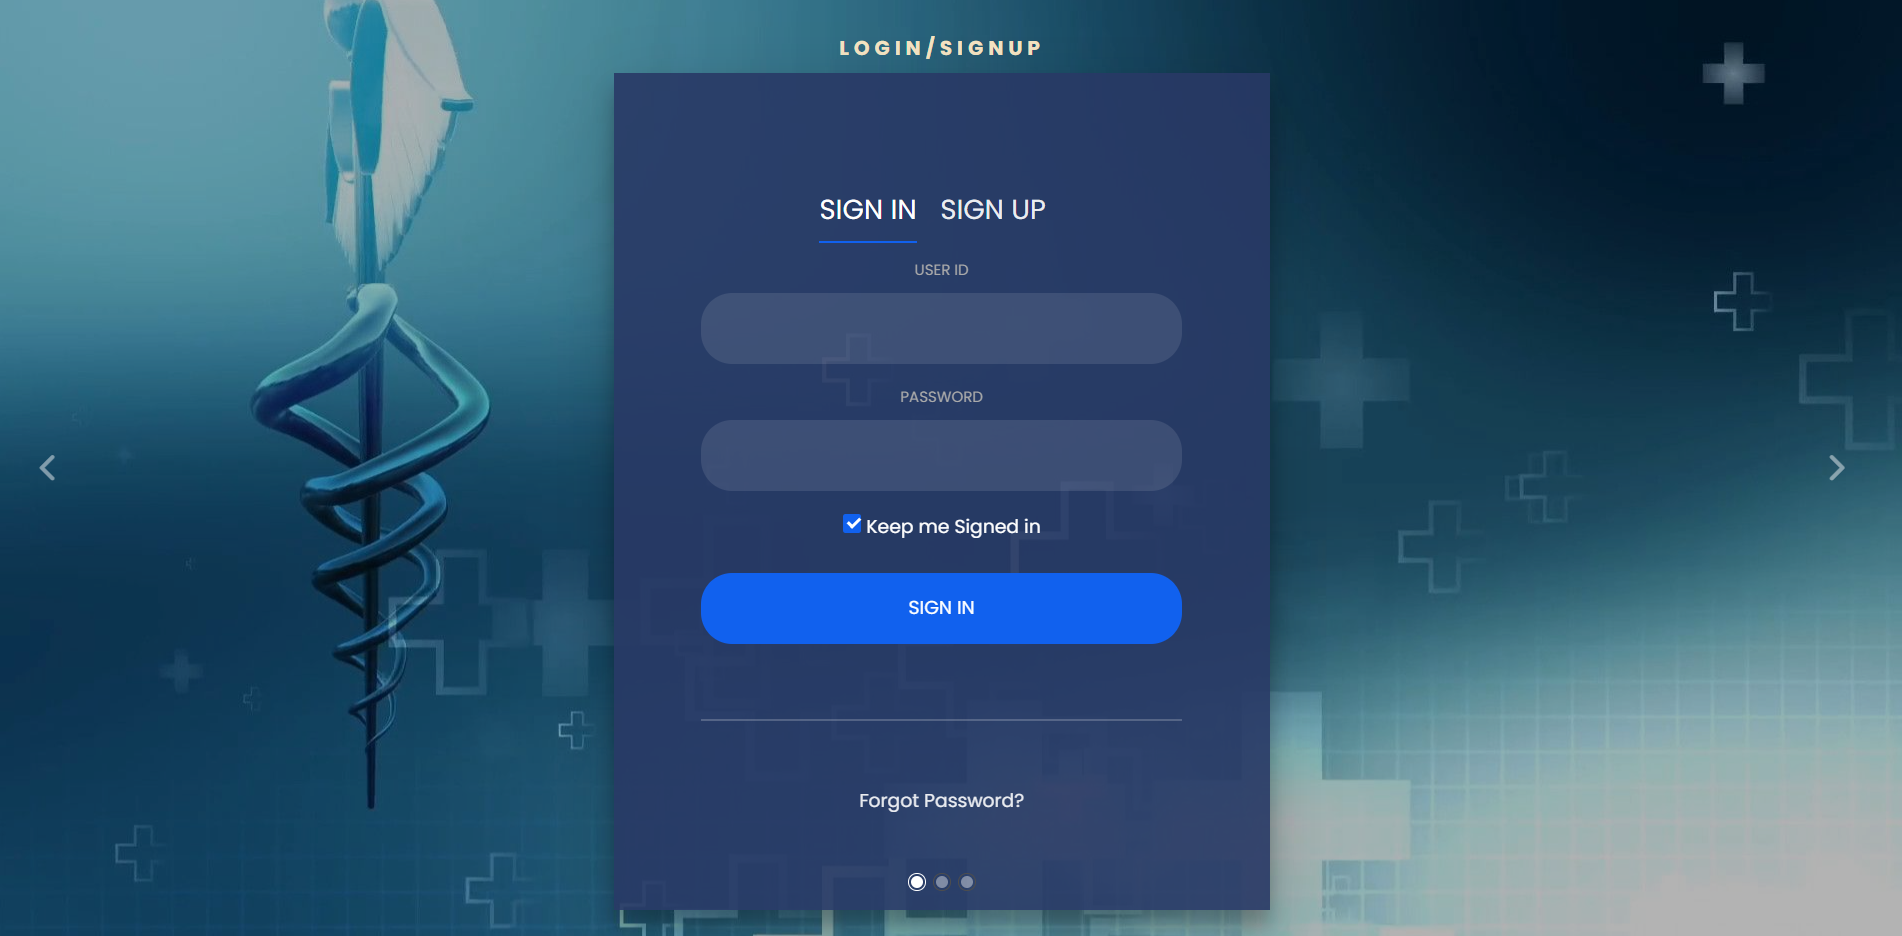 LOGIN/SIGNUP
SIGN IN SIGN UP
USER ID
PASSWORD
Keep me Signed in
SIGN IN
Forgot Password?